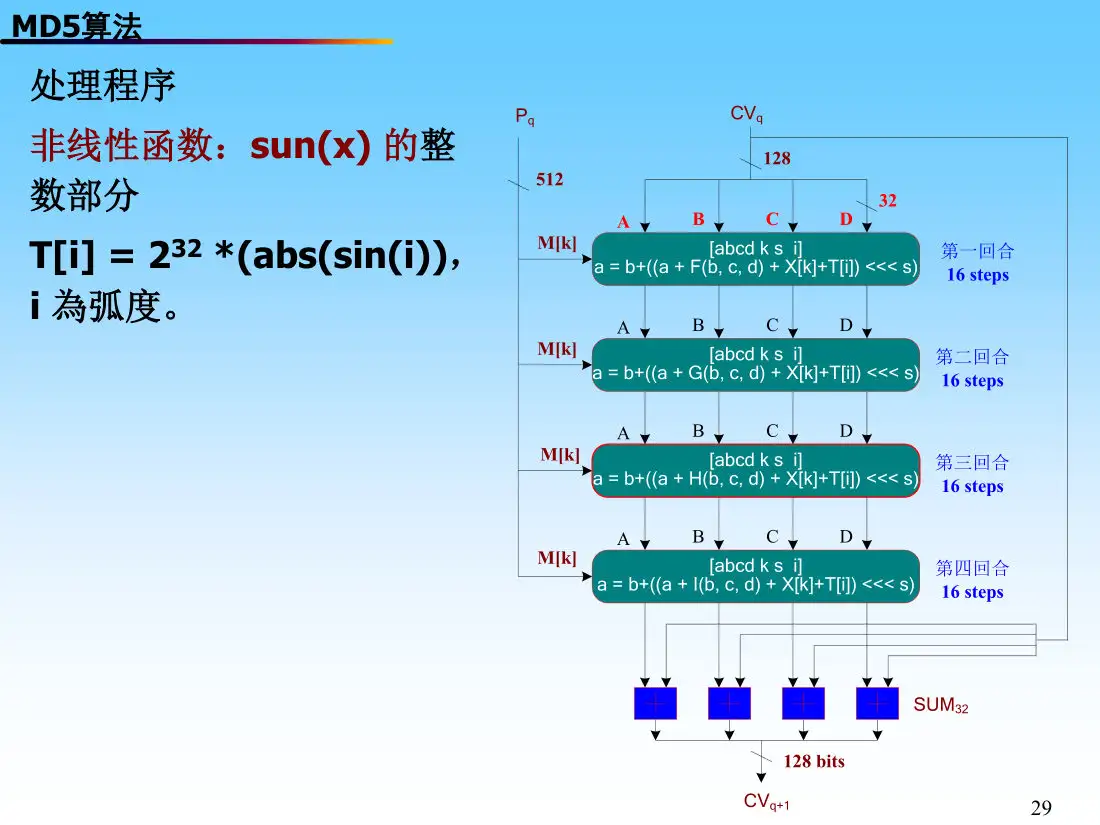 MD5算法
处理程序
非线性函数：sun(x) 的整
数部分
T[i] = 2³² *(abs(sin(i))，
i 為弧度。
Pq
CVq
128
512
32
A B C D
M[k]
[abcd k s i]
a = b+((a + F(b, c, d) + X[k]+T[i]) <<< s)
第一回合
16 steps
A B C D
M[k]
[abcd k s i]
a = b+((a + G(b, c, d) + X[k]+T[i]) <<< s)
第二回合
16 steps
A B C D
M[k]
[abcd k s i]
a = b+((a + H(b, c, d) + X[k]+T[i]) <<< s)
第三回合
16 steps
A B C D
M[k]
[abcd k s i]
a = b+((a + I(b, c, d) + X[k]+T[i]) <<< s)
第四回合
16 steps
+ + + +
SUM₃₂
128 bits
CVq+1
29